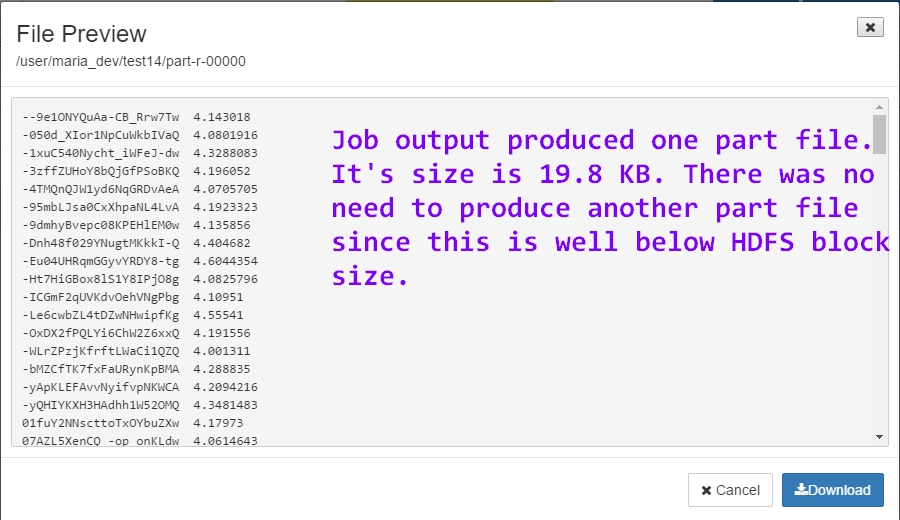 File Preview
/user/maria_dev/test14/part-r-00000
--9e1ONYQuAa-CB_Rrw7Tw 4.143018
-050d_XIor1NpCuWkbIVaQ 4.0801916
-1xuC540Nycht_iWFeJ-dw 4.3288083
-3zffZUHoY8bQjGfPSoBKQ 4.196052
-4TMQnQJW1yd6NqGRDvAeA 4.0705705
-95mbLJsa0CxXhpaNL4LvA 4.1923323
-9dmhyBvepc08KPEHlEM0w 4.135856
-Dnh48f029YNugtMKkkI-Q 4.404682
-Eu04UHRqmGGyvYRDY8-tg 4.6044354
-Ht7HiGBox8lS1Y8IPjO8g 4.0825796
-ICGmF2qUVKdvOehVNgPbg 4.10951
-Le6cwbZL4tDZwNHwipfKg 4.55541
-OxDX2fPQLYi6ChW2Z6xxQ 4.191556
-WLrZPzjKfrftLWaCi1QZQ 4.001311
-bMZCfTK7fxFaURynKpBMA 4.288835
-yApKLEFAvvNyifvpNKWCA 4.2094216
-yQHIYKXH3HAdhh1W52OMQ 4.3481483
01fuY2NNscttoTxOYbuZXw 4.17973
07AZL5XenCQ_-op_onKLdw 4.0614643
Job output produced one part file.
It's size is 19.8 KB. There was no
need to produce another part file
since this is well below HDFS block
size.
Cancel
Download